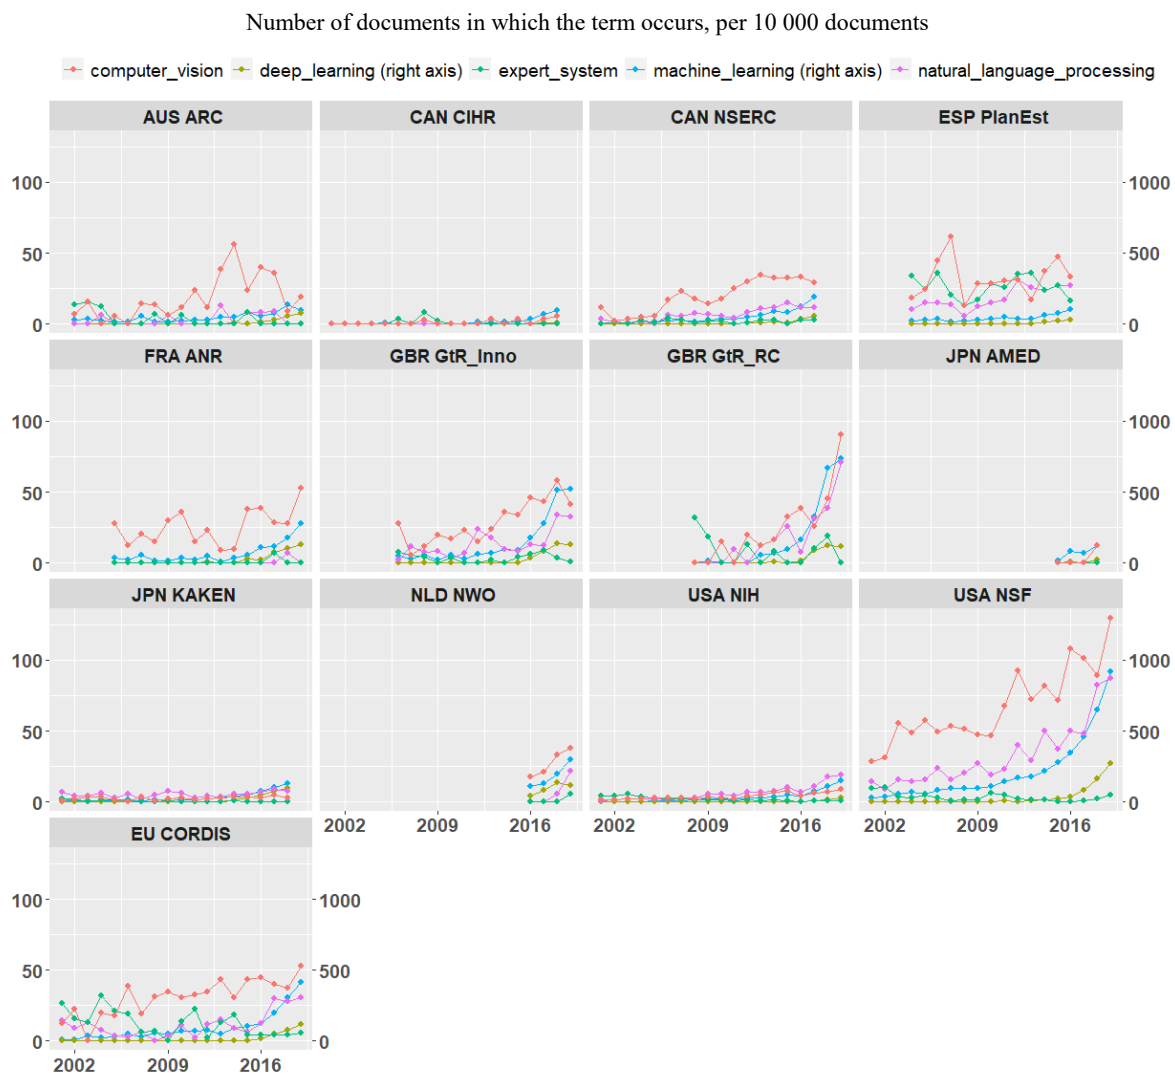 Number of documents in which the term occurs, per 10 000 documents
computer_vision deep_learning (right axis) expert_system machine_learning (right axis) natural_language_processing
AUS ARC CAN CIHR CAN NSERC ESP PlanEst
100 1000
50 500
0 0
FRA ANR GBR GtR_Inno GBR GtR_RC JPN AMED
100 1000
50 500
0 0
JPN KAKEN NLD NWO USA NIH USA NSF
100 1000
50 500
0 0
2002 2009 2016 2002 2009 2016 2002 2009 2016
EU CORDIS
100 1000
50 500
0 0
2002 2009 2016